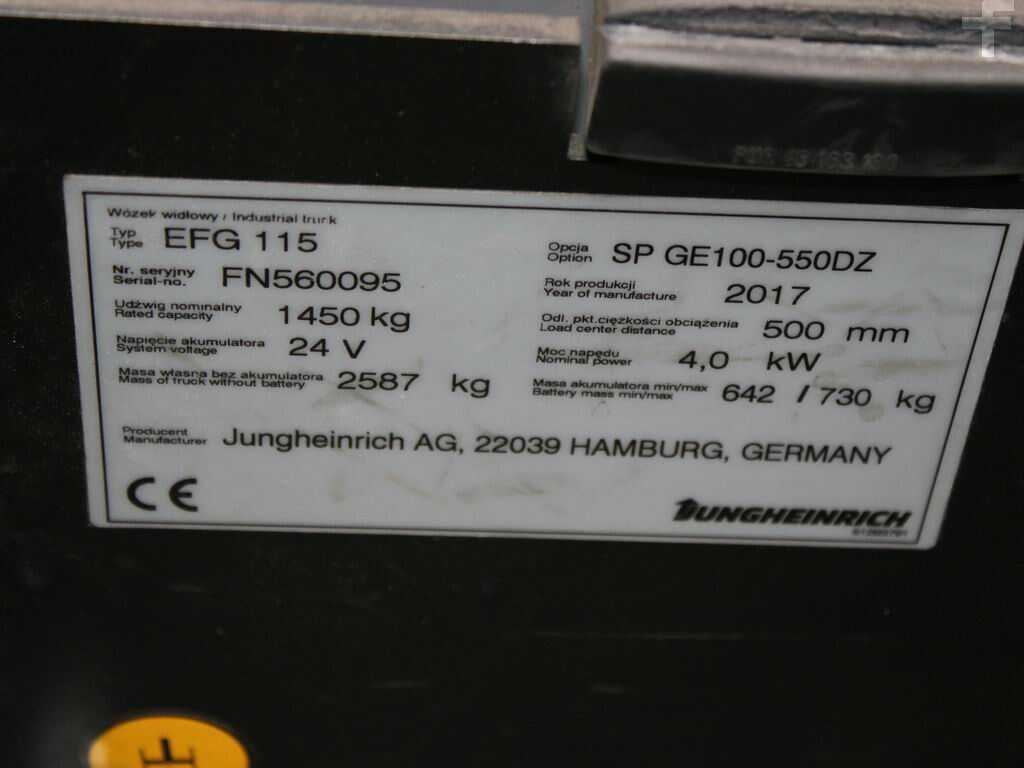 Wózek widłowy / Industrial truck
Typ
Type EFG 115
Opcja
Option SP GE100-550DZ
Nr. seryjny
Serial-no. FN560095
Rok produkcji
Year of manufacture 2017
Udźwig nominalny
Rated capacity 1450 kg
Odl. pkt.ciężkości obciążenia
Load center distance 500 mm
Napięcie akumulatora
System voltage 24 V
Moc napędu
Nominal power 4,0 kW
Masa własna bez akumulatora
Mass of truck without battery 2587 kg
Masa akumulatora min/max
Battery mass min/max 642 / 730 kg
Producent
Manufacturer Jungheinrich AG, 22039 HAMBURG, GERMANY
CE
JUNGHEINRICH